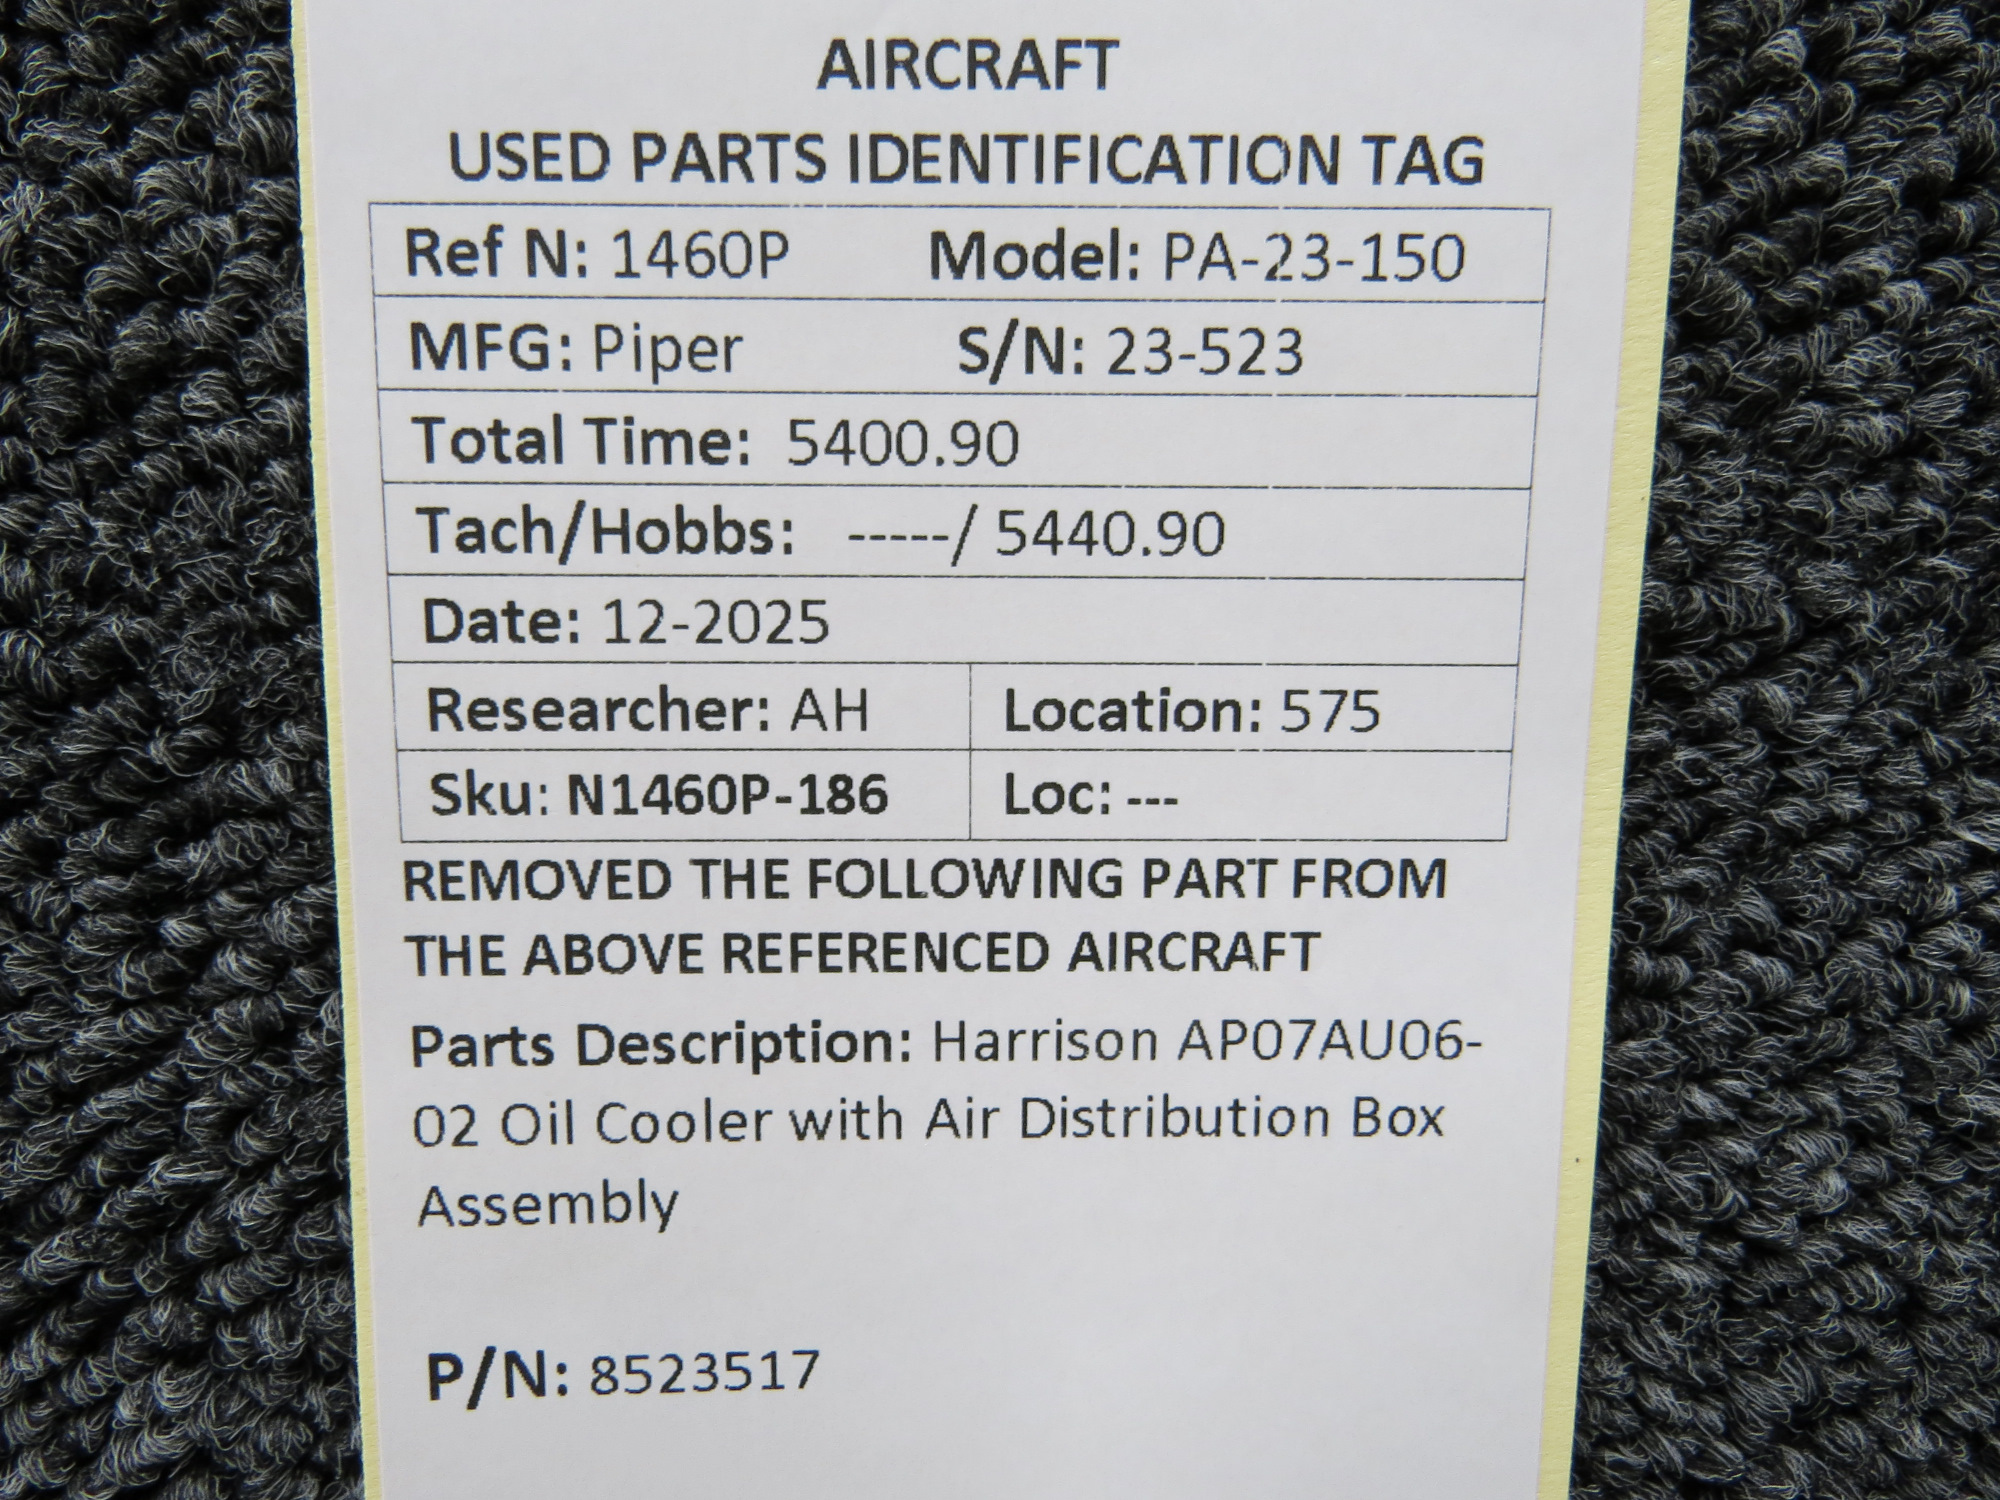 AIRCRAFT
USED PARTS IDENTIFICATION TAG
Ref N: 1460P Model: PA-23-150
MFG: Piper S/N: 23-523
Total Time: 5400.90
Tach/Hobbs: -----/ 5440.90
Date: 12-2025
Researcher: AH Location: 575
Sku: N1460P-186 Loc: ---
REMOVED THE FOLLOWING PART FROM
THE ABOVE REFERENCED AIRCRAFT
Parts Description: Harrison AP07AU06-
02 Oil Cooler with Air Distribution Box
Assembly
P/N: 8523517